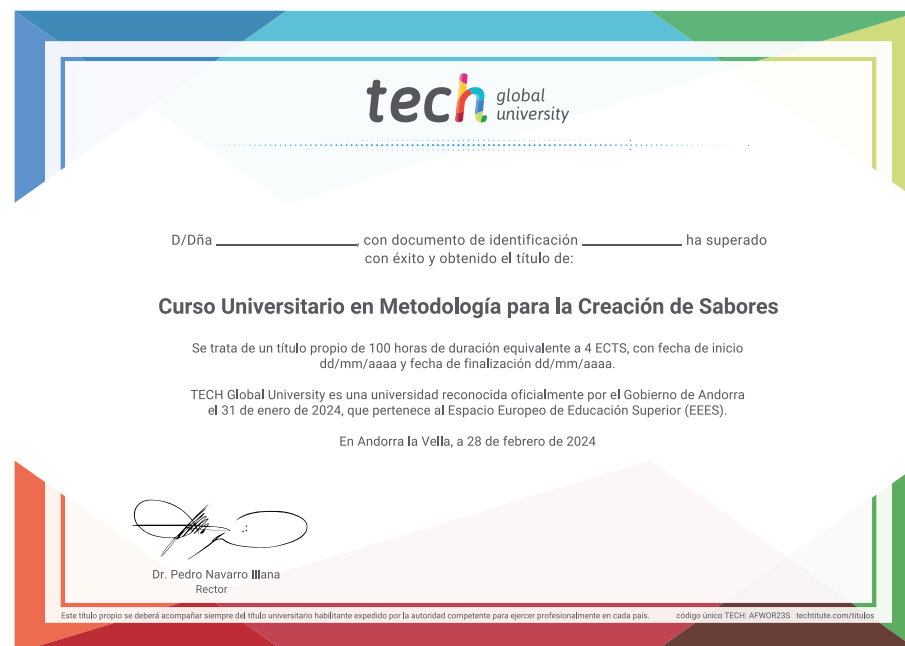 tech global university
D/Dña ____________, con documento de identificación ____________ ha superado
con éxito y obtenido el título de:
Curso Universitario en Metodología para la Creación de Sabores
Se trata de un título propio de 100 horas de duración equivalente a 4 ECTS, con fecha de inicio
dd/mm/aaaa y fecha de finalización dd/mm/aaaa.
TECH Global University es una universidad reconocida oficialmente por el Gobierno de Andorra
el 31 de enero de 2024, que pertenece al Espacio Europeo de Educación Superior (EEES).
En Andorra la Vella, a 28 de febrero de 2024
Dr. Pedro Navarro Illana
Rector
Este título propio se deberá acompañar siempre del título universitario habilitante expedido por la autoridad competente para ejercer profesionalmente en cada país. código único TECH: AFWOR23S techtitute.com/titulos